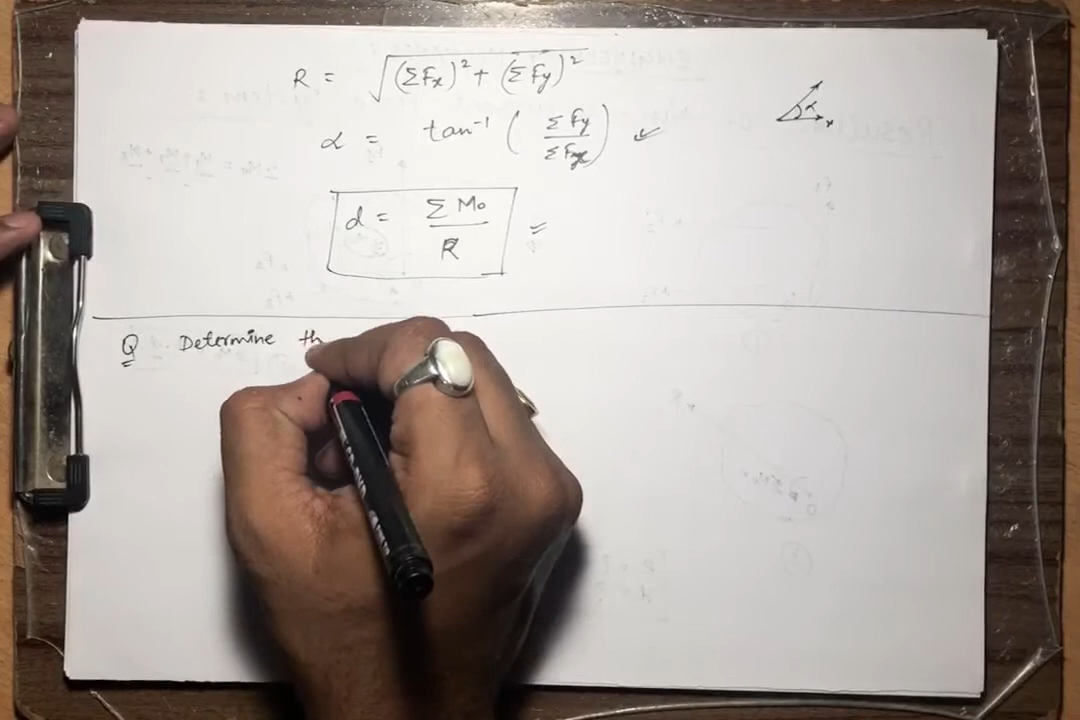 R = √(ΣFx)² + (ΣFy)²
α = tan⁻¹ (ΣFy/ΣFx) ✓
α x
d = ΣMo/R =
Q. Determine th